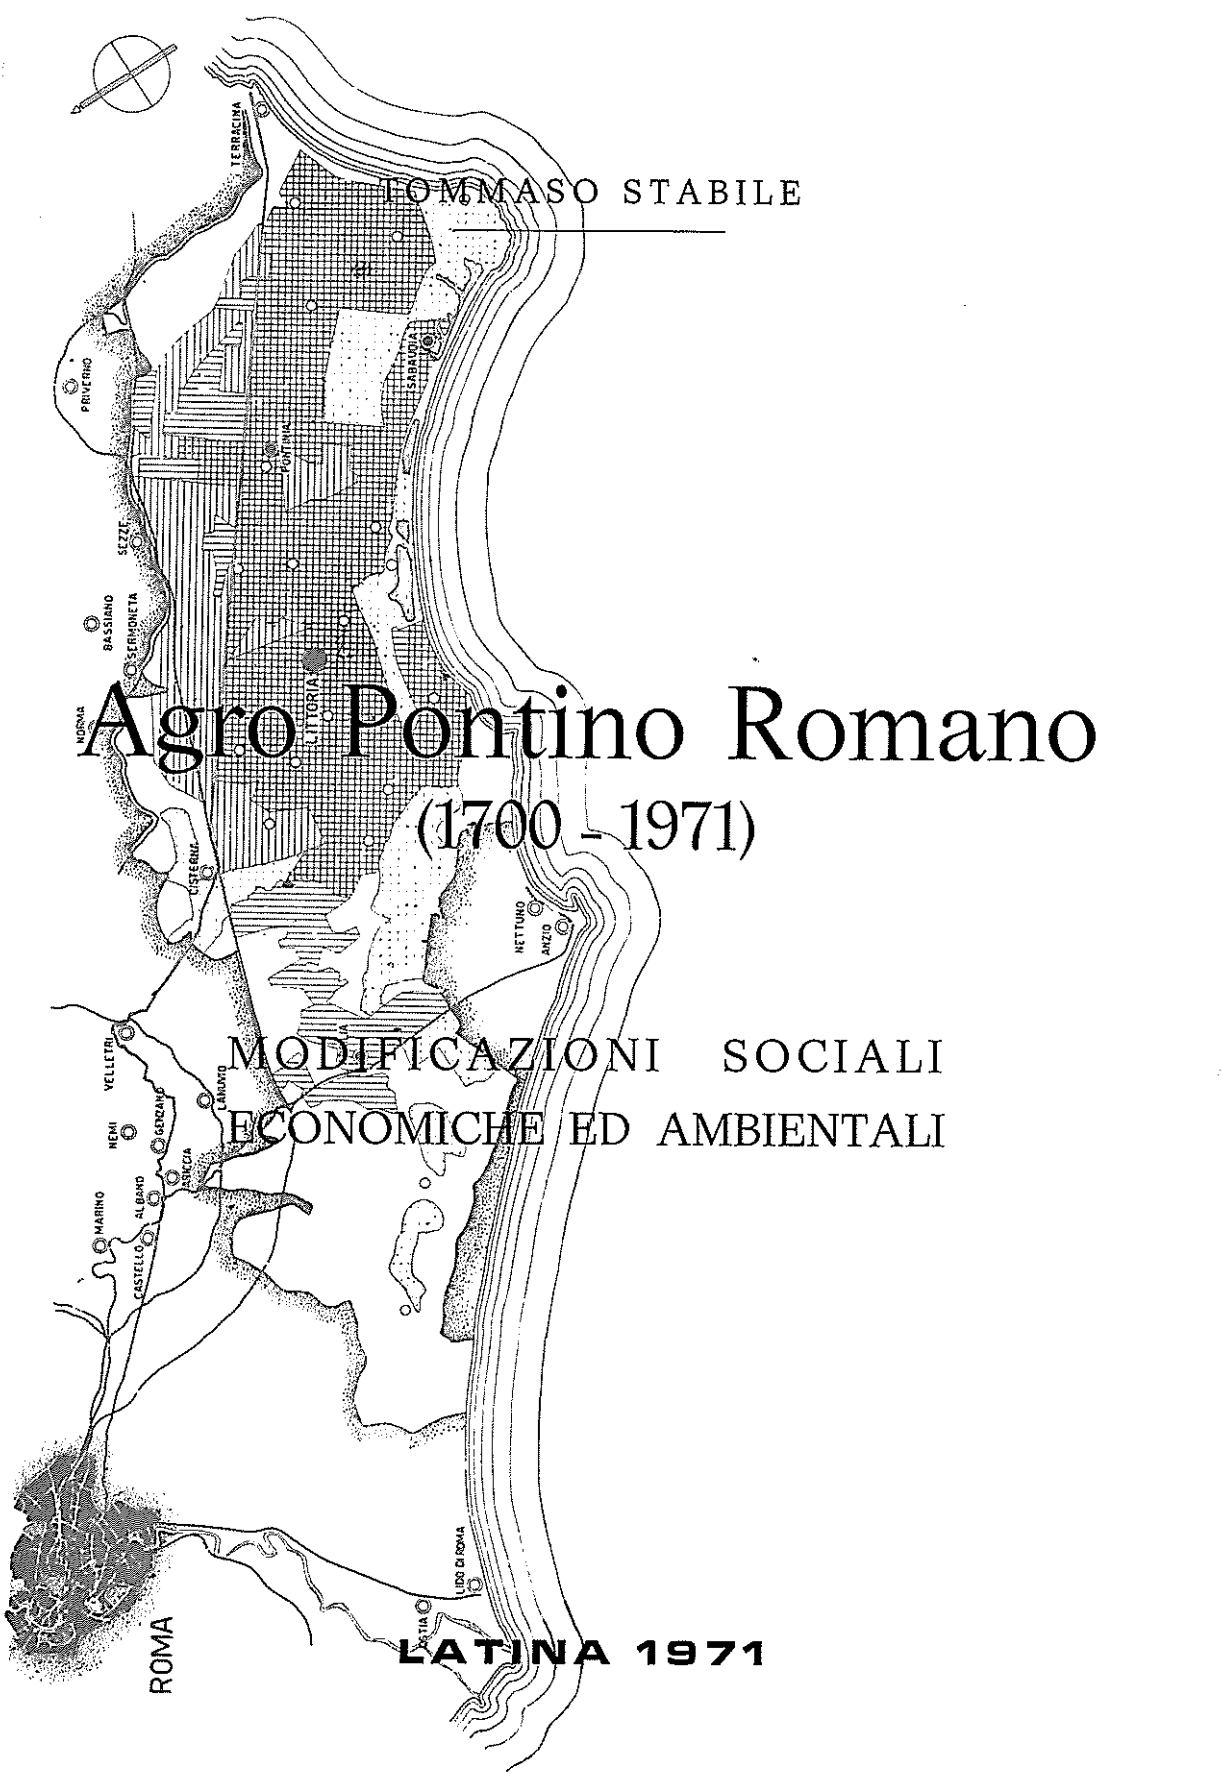 TERRACINA
TOMMASO STABILE
PRIVERNO
SABAUDIA
PONTINIA
SEZZE
BASSIANO
SERMONETA
LITTORIA
NORMA
Agro Pontino Romano
(1700 - 1971)
CISTERNA
NETTUNO
ANZIO
VELLETRI
MODIFICAZIONI SOCIALI
LANUVIO
NEMI
GENZANO
ECONOMICHE ED AMBIENTALI
ARICCIA
ALBANO
MARINO
CASTELLO
LIDO DI ROMA
OSTIA
ROMA
LATINA 1971